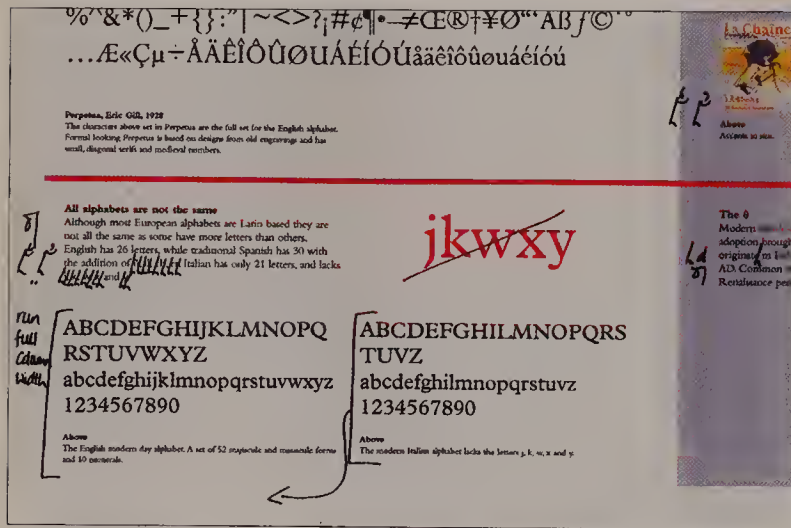 %^&*()_+{}:"|~<>?¡#¢¶•–≠Œ®†¥Ø"'Aß ƒ©˙°
…Æ«Çµ÷ÅÄÊÎÔÛØUÁÉÍÓÚåäêîôûøuáéíóú
Perpetua, Eric Gill, 1928
The characters above set in Perpetua are the full set for the English alphabet.
Formal looking Perpetua is based on designs from old engravings and has
small, diagonal serifs and medieval numbers.
La Chaîne
Above
Accents in size.
All alphabets are not the same
Although most European alphabets are Latin based they are
not all the same as some have more letters than others.
English has 26 letters, while traditional Spanish has 30 with
the addition of Italian has only 21 letters, and lacks
and
jkwxy
The θ
Modern
adoption brough
originate
AD. Common
Renaissance per
run
full
Column
width
ABCDEFGHIJKLMNOPQ
RSTUVWXYZ
abcdefghijklmnopqrstuvwxyz
1234567890
Above
The English modern day alphabet. A set of 52 majuscule and minuscule forms
and 10 numerals.
ABCDEFGHILMNOPQRS
TUVZ
abcdefghilmnopqrstuvz
1234567890
Above
The modern Italian alphabet lacks the letters j, k, w, x and y.